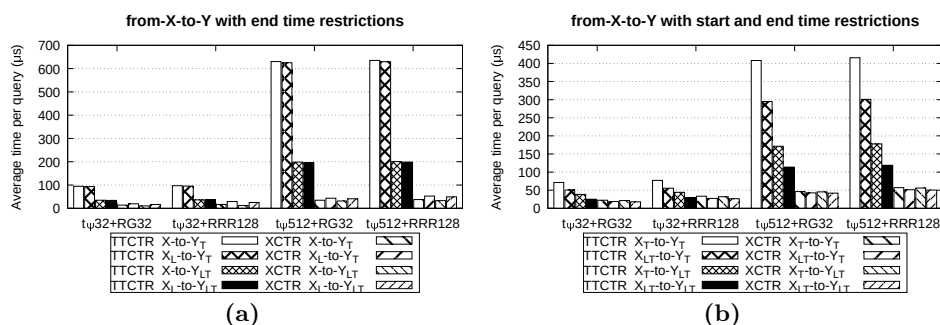 from-X-to-Y with end time restrictions
Average time per query (µs)
700
600
500
400
300
200
100
0
tΨ32+RG32 tΨ32+RRR128 tΨ512+RG32 tΨ512+RRR128
TTCTR X-to-YT XCTR X-to-YT
TTCTR XL-to-YT XCTR XL-to-YT
TTCTR X-to-YLT XCTR X-to-YLT
TTCTR XL-to-YLT XCTR XL-to-YLT
(a)
from-X-to-Y with start and end time restrictions
Average time per query (µs)
450
400
350
300
250
200
150
100
50
0
tΨ32+RG32 tΨ32+RRR128 tΨ512+RG32 tΨ512+RRR128
TTCTR XT-to-YT XCTR XT-to-YT
TTCTR XLT-to-YT XCTR XLT-to-YT
TTCTR XT-to-YLT XCTR XT-to-YLT
TTCTR XLT-to-YLT XCTR XLT-to-YLT
(b)